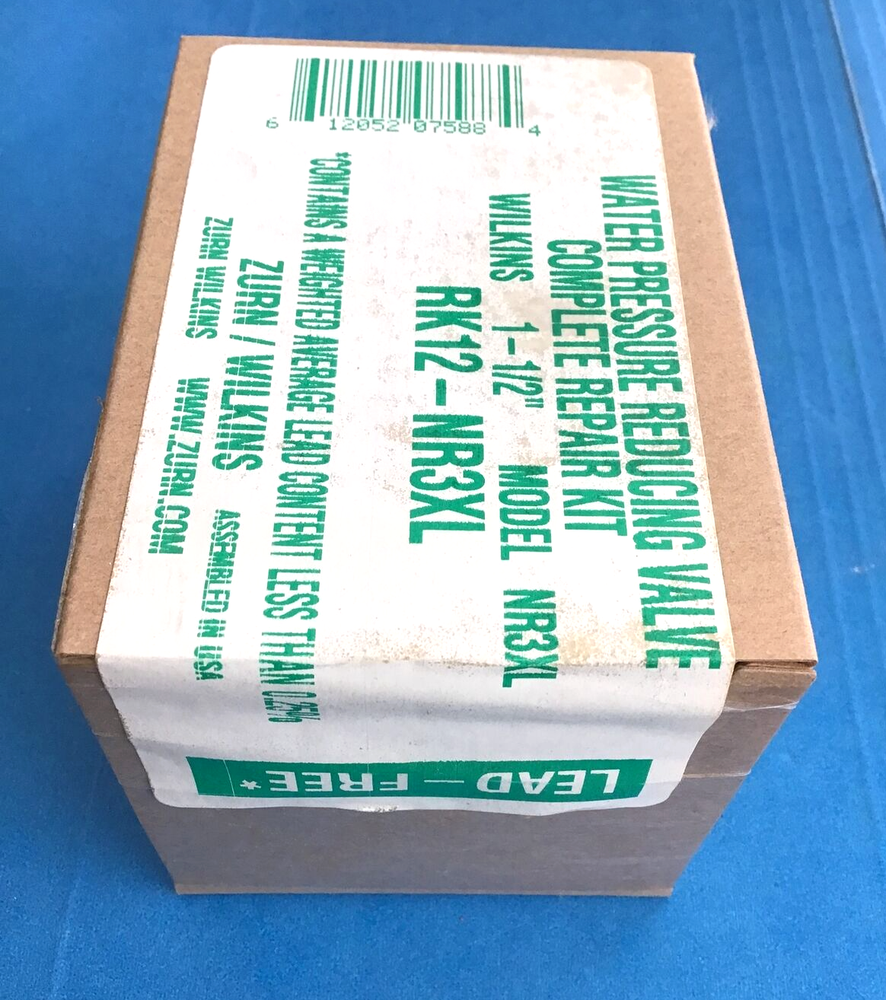 6 12052 07588 4
WATER PRESSURE REDUCING VALVE
COMPLETE REPAIR KIT
WILKINS 1-1/2" MODEL NR3XL
RK12-NR3XL
*CONTAINS A WEIGHTED AVERAGE LEAD CONTENT LESS THAN 0.25%
ZURN / WILKINS
ZURN WILKINS WWW.ZURN.COM
ASSEMBLED IN USA
LEAD-FREE*